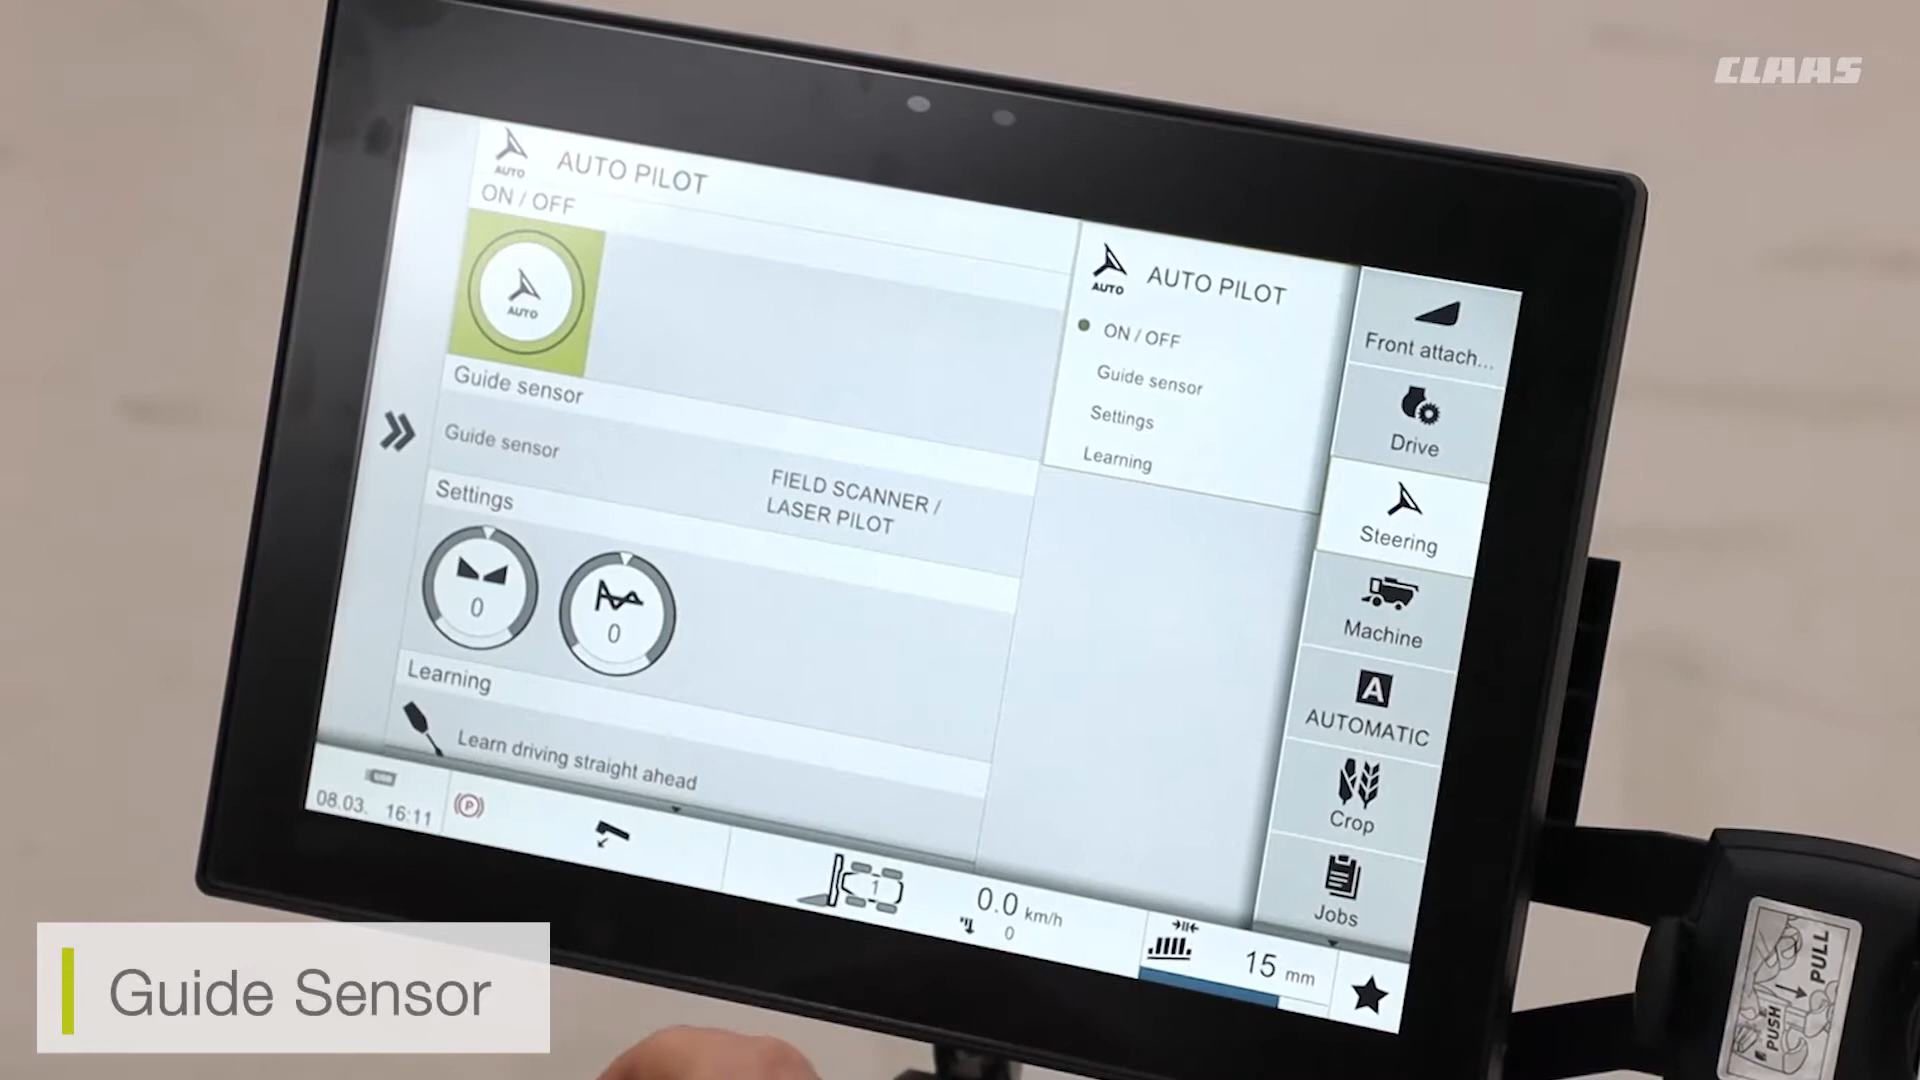 CLAAS
AUTO
AUTO PILOT
ON / OFF
AUTO
Guide sensor
Guide sensor
FIELD SCANNER /
LASER PILOT
Settings
0
0
Learning
Learn driving straight ahead
AUTO
AUTO PILOT
ON / OFF
Guide sensor
Settings
Learning
Front attach...
Drive
Steering
Machine
A
AUTOMATIC
Crop
Jobs
08.03. 16:11
P
1
0.0 km/h
0
15 mm
PULL
PUSH
Guide Sensor